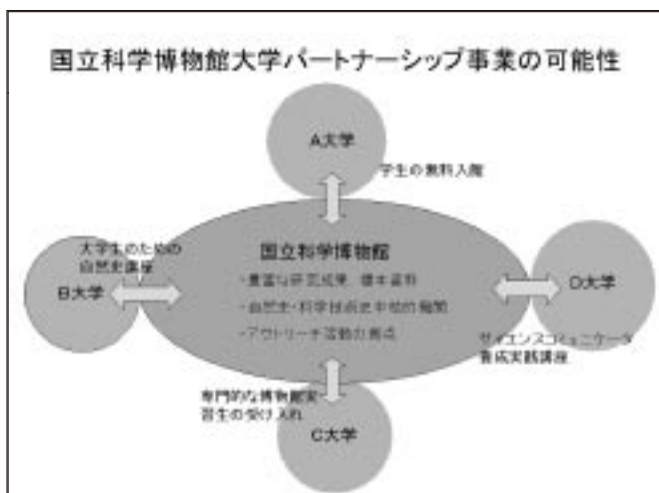 国立科学博物館大学パートナーシップ事業の可能性
A大学
学生の無料入館
大学生のための
自然史講座
B大学
国立科学博物館
・豊富な研究成果、標本資料
・自然史・科学技術史中核的機関
・アウトリーチ活動の拠点
D大学
サイエンスコミュニケータ
養成実践講座
専門的な博物館実
習生の受け入れ
C大学